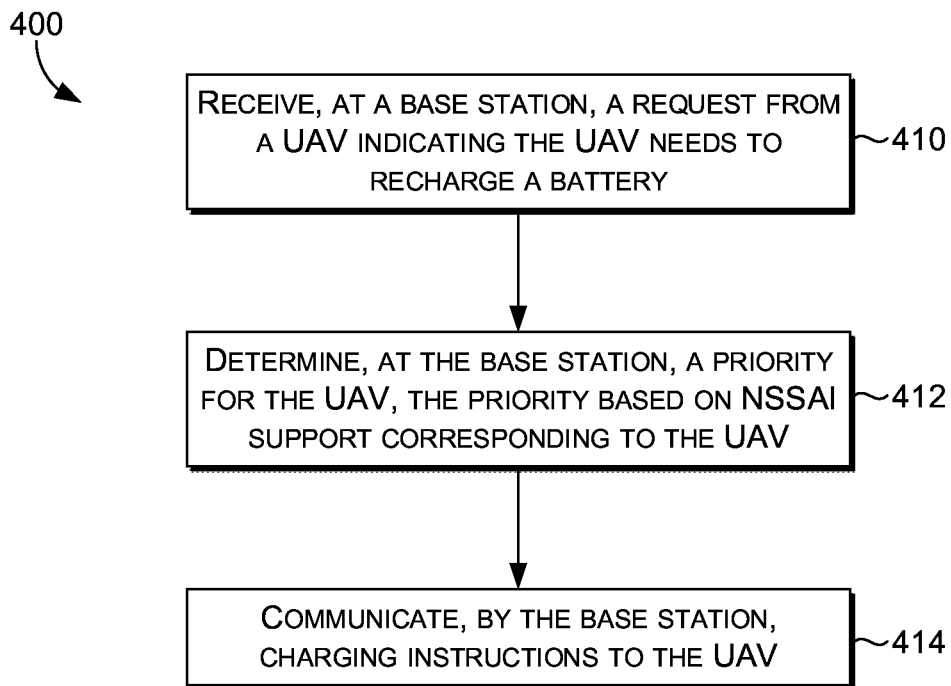 400
RECEIVE, AT A BASE STATION, A REQUEST FROM
A UAV INDICATING THE UAV NEEDS TO
RECHARGE A BATTERY
410
DETERMINE, AT THE BASE STATION, A PRIORITY
FOR THE UAV, THE PRIORITY BASED ON NSSAI
SUPPORT CORRESPONDING TO THE UAV
412
COMMUNICATE, BY THE BASE STATION,
CHARGING INSTRUCTIONS TO THE UAV
414